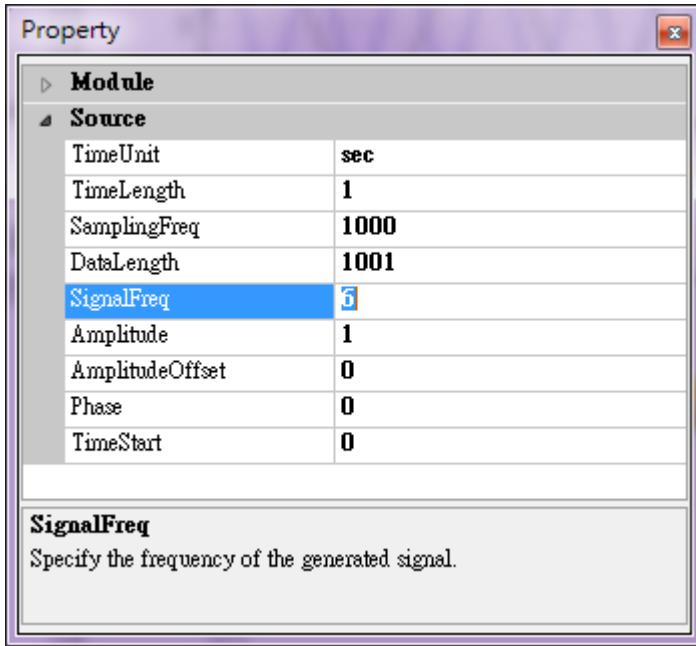 Property
Module
Source
TimeUnit sec
TimeLength 1
SamplingFreq 1000
DataLength 1001
SignalFreq
Amplitude 1
AmplitudeOffset 0
Phase 0
TimeStart 0
SignalFreq
Specify the frequency of the generated signal.